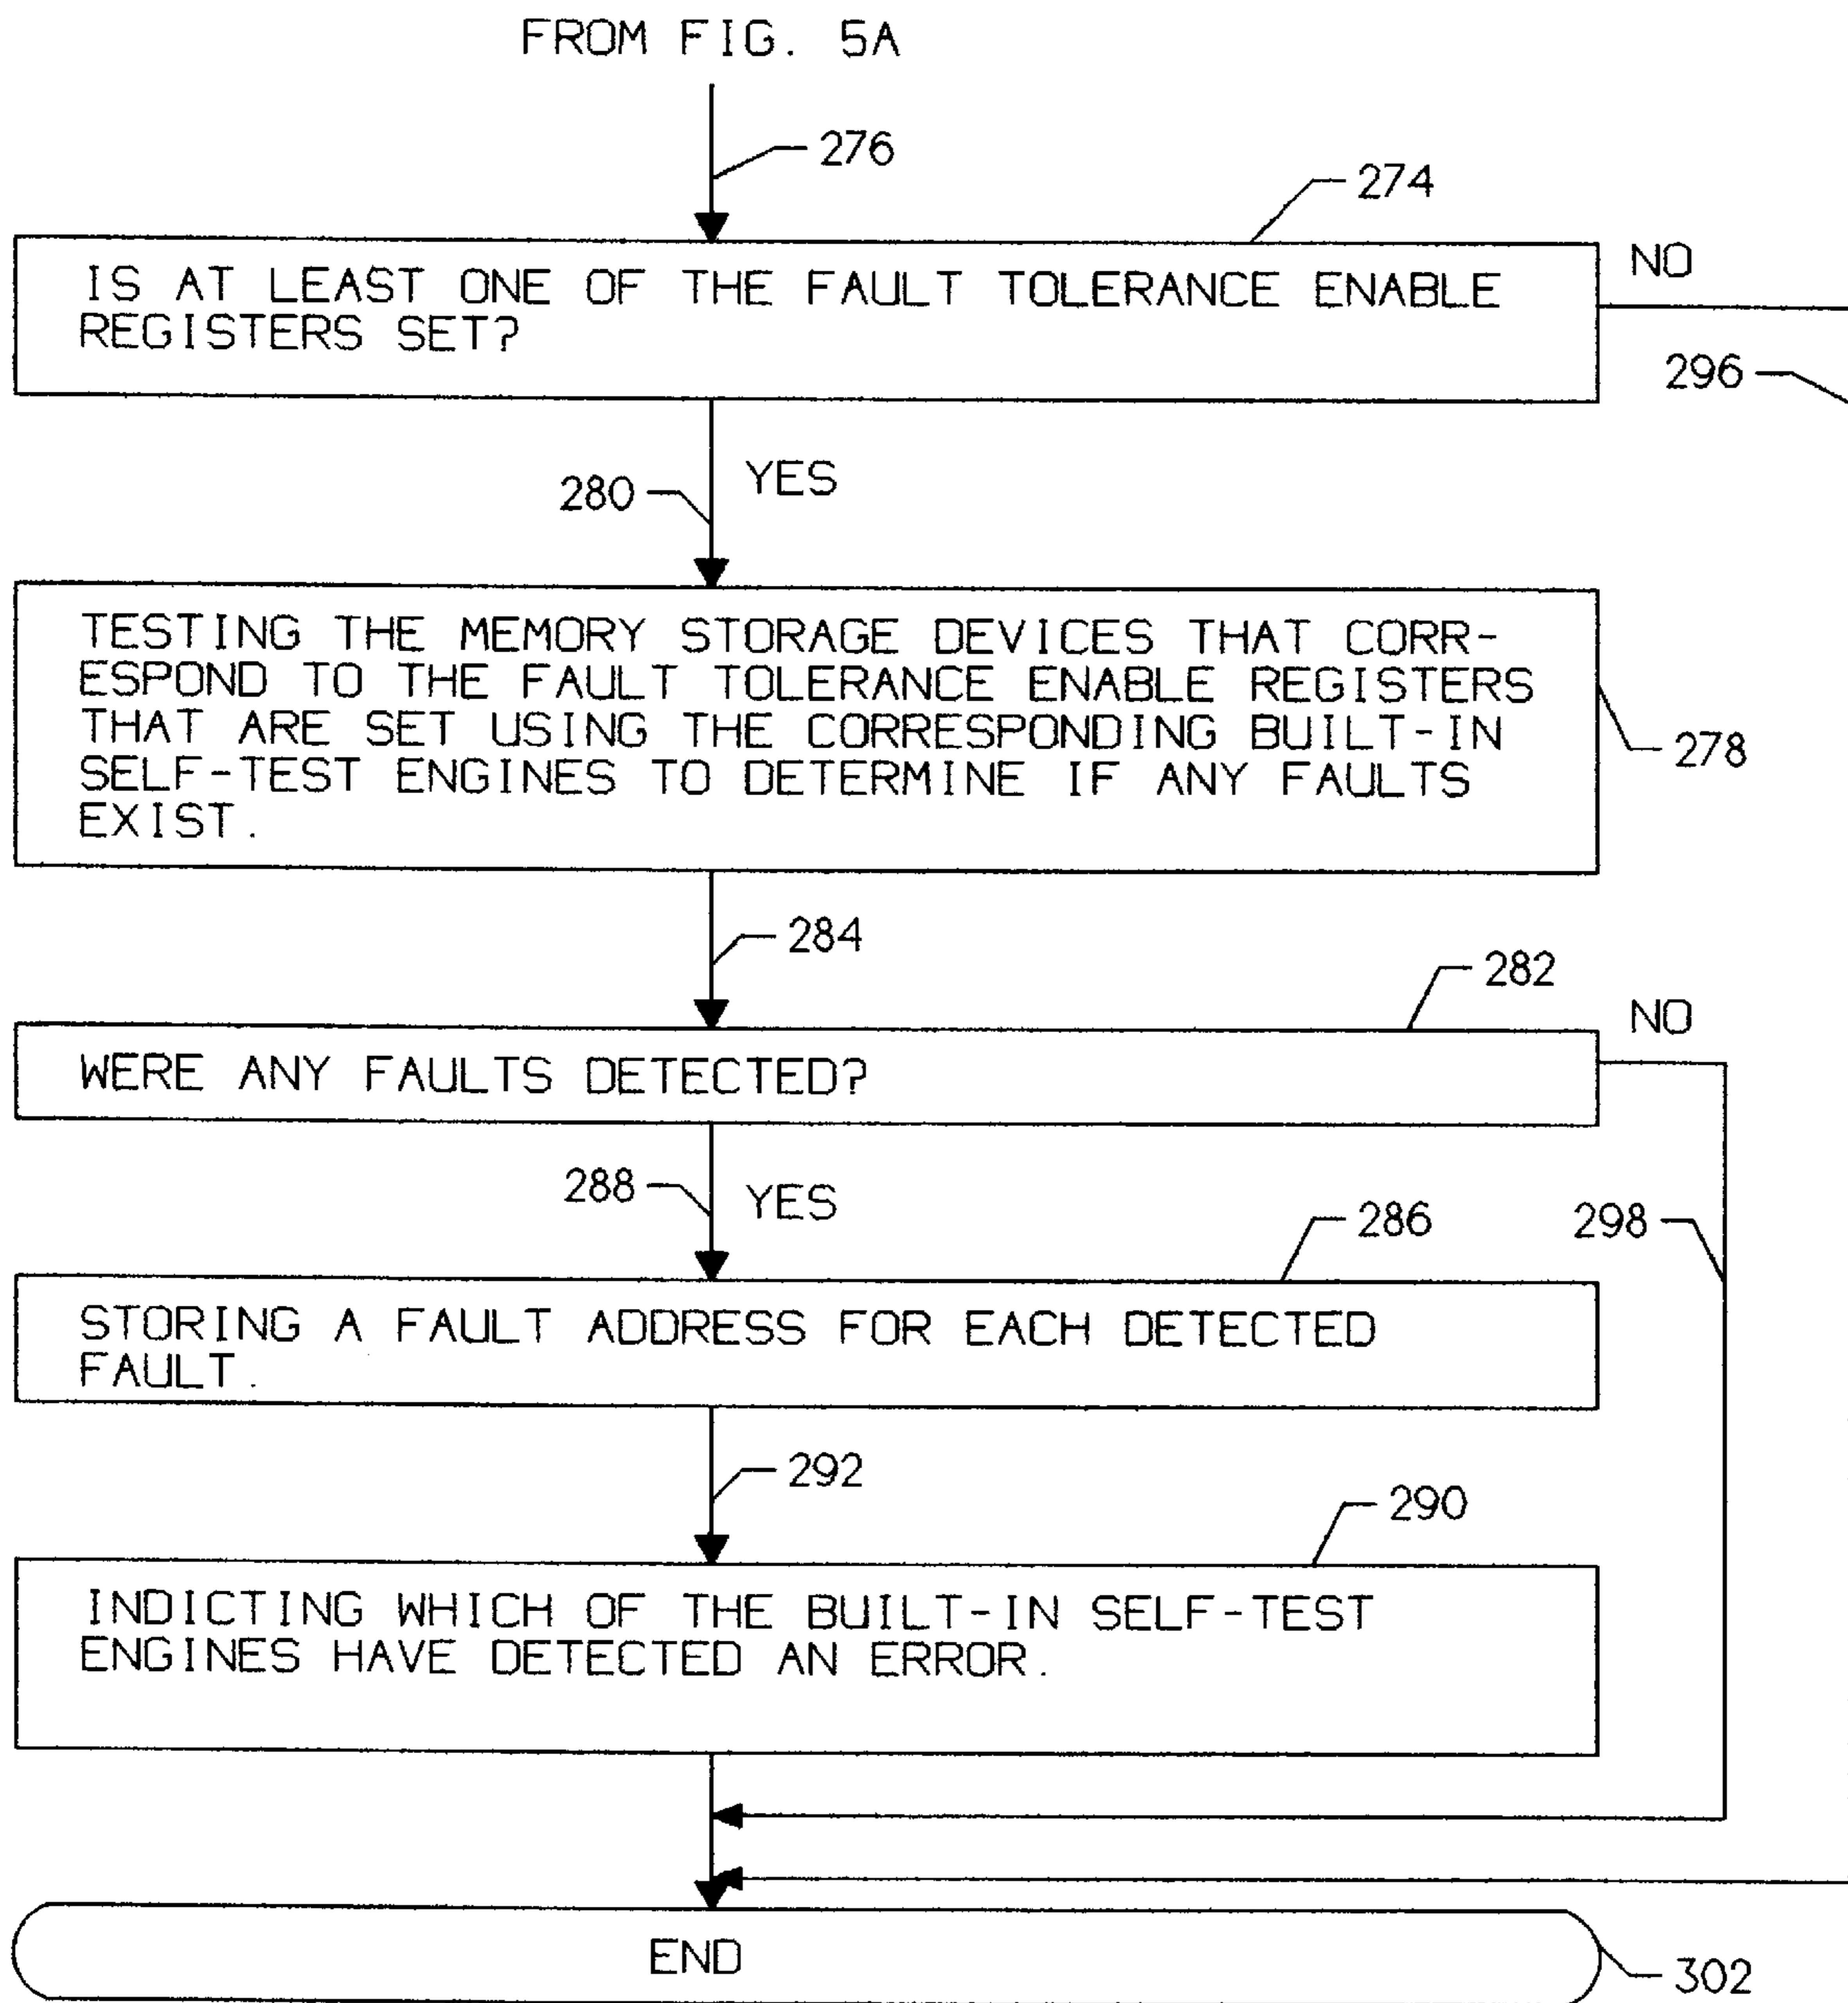 FROM FIG. 5A
276
274
IS AT LEAST ONE OF THE FAULT TOLERANCE ENABLE
REGISTERS SET?
NO
296
280
YES
TESTING THE MEMORY STORAGE DEVICES THAT CORR-
ESPOND TO THE FAULT TOLERANCE ENABLE REGISTERS
THAT ARE SET USING THE CORRESPONDING BUILT-IN
SELF-TEST ENGINES TO DETERMINE IF ANY FAULTS
EXIST.
278
284
282
NO
WERE ANY FAULTS DETECTED?
288
YES
286
298
STORING A FAULT ADDRESS FOR EACH DETECTED
FAULT.
292
290
INDICTING WHICH OF THE BUILT-IN SELF-TEST
ENGINES HAVE DETECTED AN ERROR.
END
302